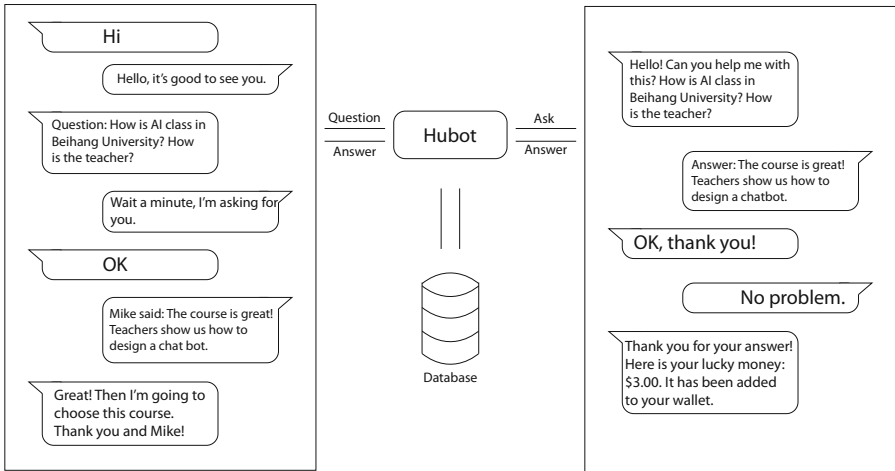 Hi
Hello, it's good to see you.
Question: How is AI class in
Beihang University? How
is the teacher?
Wait a minute, I'm asking for
you.
OK
Mike said: The course is great!
Teachers show us how to
design a chat bot.
Great! Then I'm going to
choose this course.
Thank you and Mike!
Question
Answer
Hubot
Ask
Answer
Database
Hello! Can you help me with
this? How is AI class in
Beihang University? How
is the teacher?
Answer: The course is great!
Teachers show us how to
design a chatbot.
OK, thank you!
No problem.
Thank you for your answer!
Here is your lucky money:
$3.00. It has been added
to your wallet.